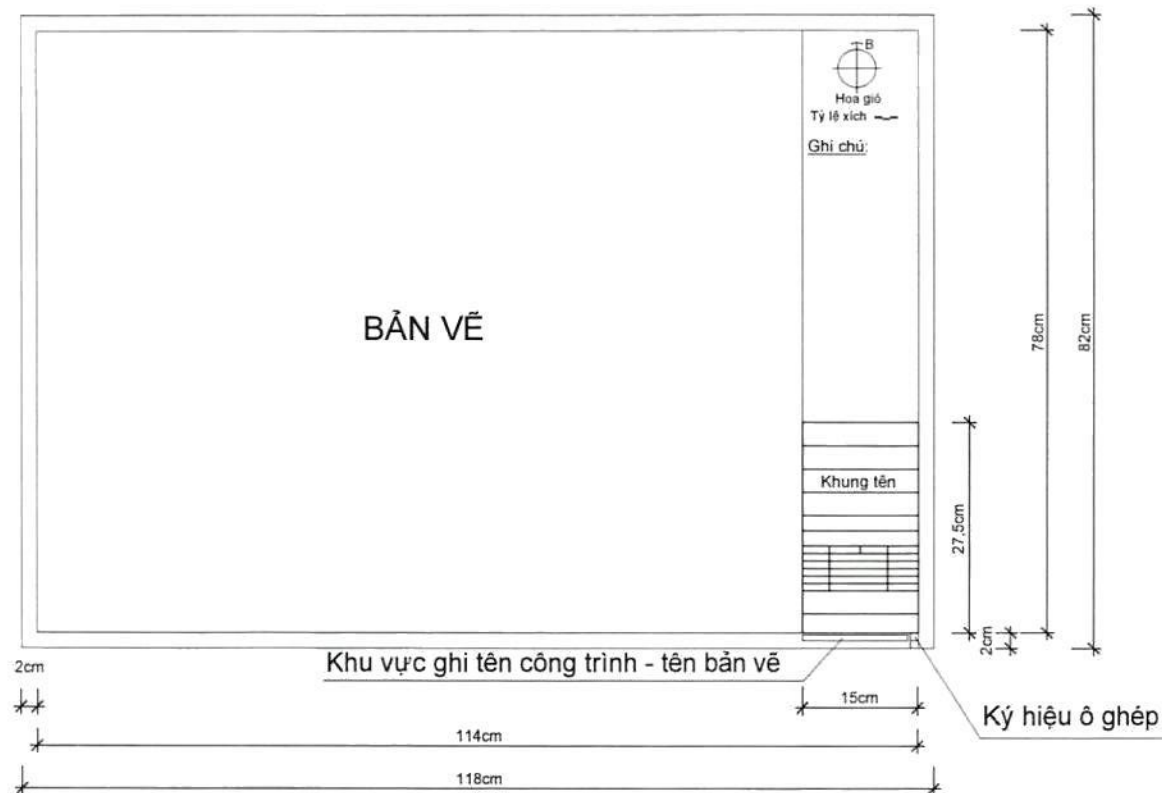 B
Hoa gió
Tỷ lệ xích
Ghi chú:
BẢN VẼ
78cm
82cm
Khung tên
27,5cm
2cm
2cm
Khu vực ghi tên công trình - tên bản vẽ
15cm
Ký hiệu ô ghép
114cm
118cm